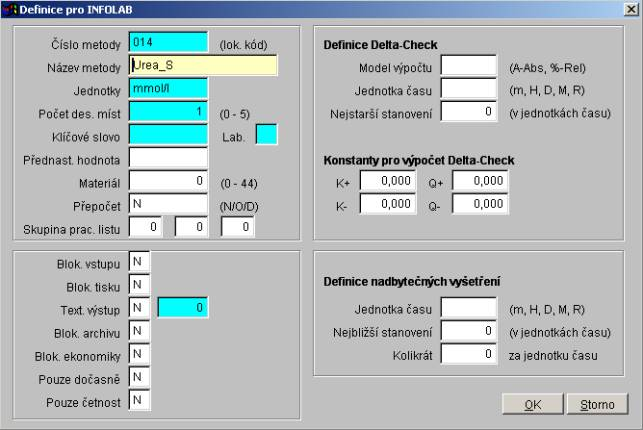 Definice pro INFOLAB
Číslo metody 014 (lok. kód)
Název metody Urea_S
Jednotky mmol/l
Počet des. míst 1 (0 - 5)
Klíčové slovo Lab.
Přednast. hodnota
Materiál 0 (0 - 44)
Přepočet N (N/O/D)
Skupina prac. listu 0 0 0
Definice Delta-Check
Model výpočtu (A-Abs, %-Rel)
Jednotka času (m, H, D, M, R)
Nejstarší stanovení 0 (v jednotkách času)
Konstanty pro výpočet Delta-Check
K+ 0,000 Q+ 0,000
K- 0,000 Q- 0,000
Blok. vstupu N
Blok. tisku N
Text. výstup N 0
Blok. archivu N
Blok. ekonomiky N
Pouze dočasně N
Pouze četnost N
Definice nadbytečných vyšetření
Jednotka času (m, H, D, M, R)
Nejbližší stanovení 0 (v jednotkách času)
Kolikrát 0 za jednotku času
OK Storno